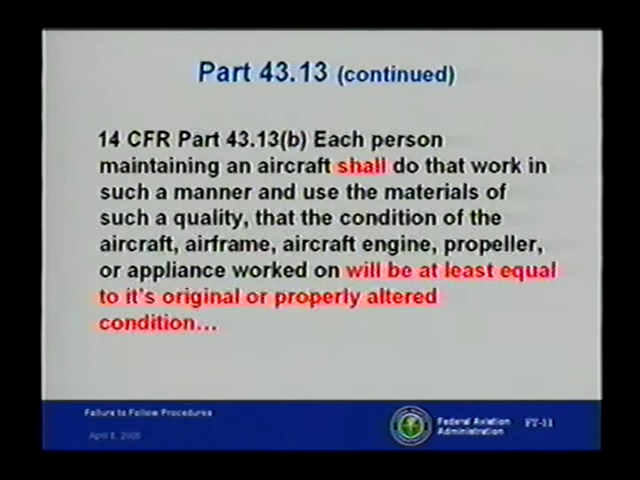 Part 43.13 (continued)
14 CFR Part 43.13(b) Each person
maintaining an aircraft shall do that work in
such a manner and use the materials of
such a quality, that the condition of the
aircraft, airframe, aircraft engine, propeller,
or appliance worked on will be at least equal
to it's original or properly altered
condition...
Failure to Follow Procedures
April 8,
Federal Aviation
Administration